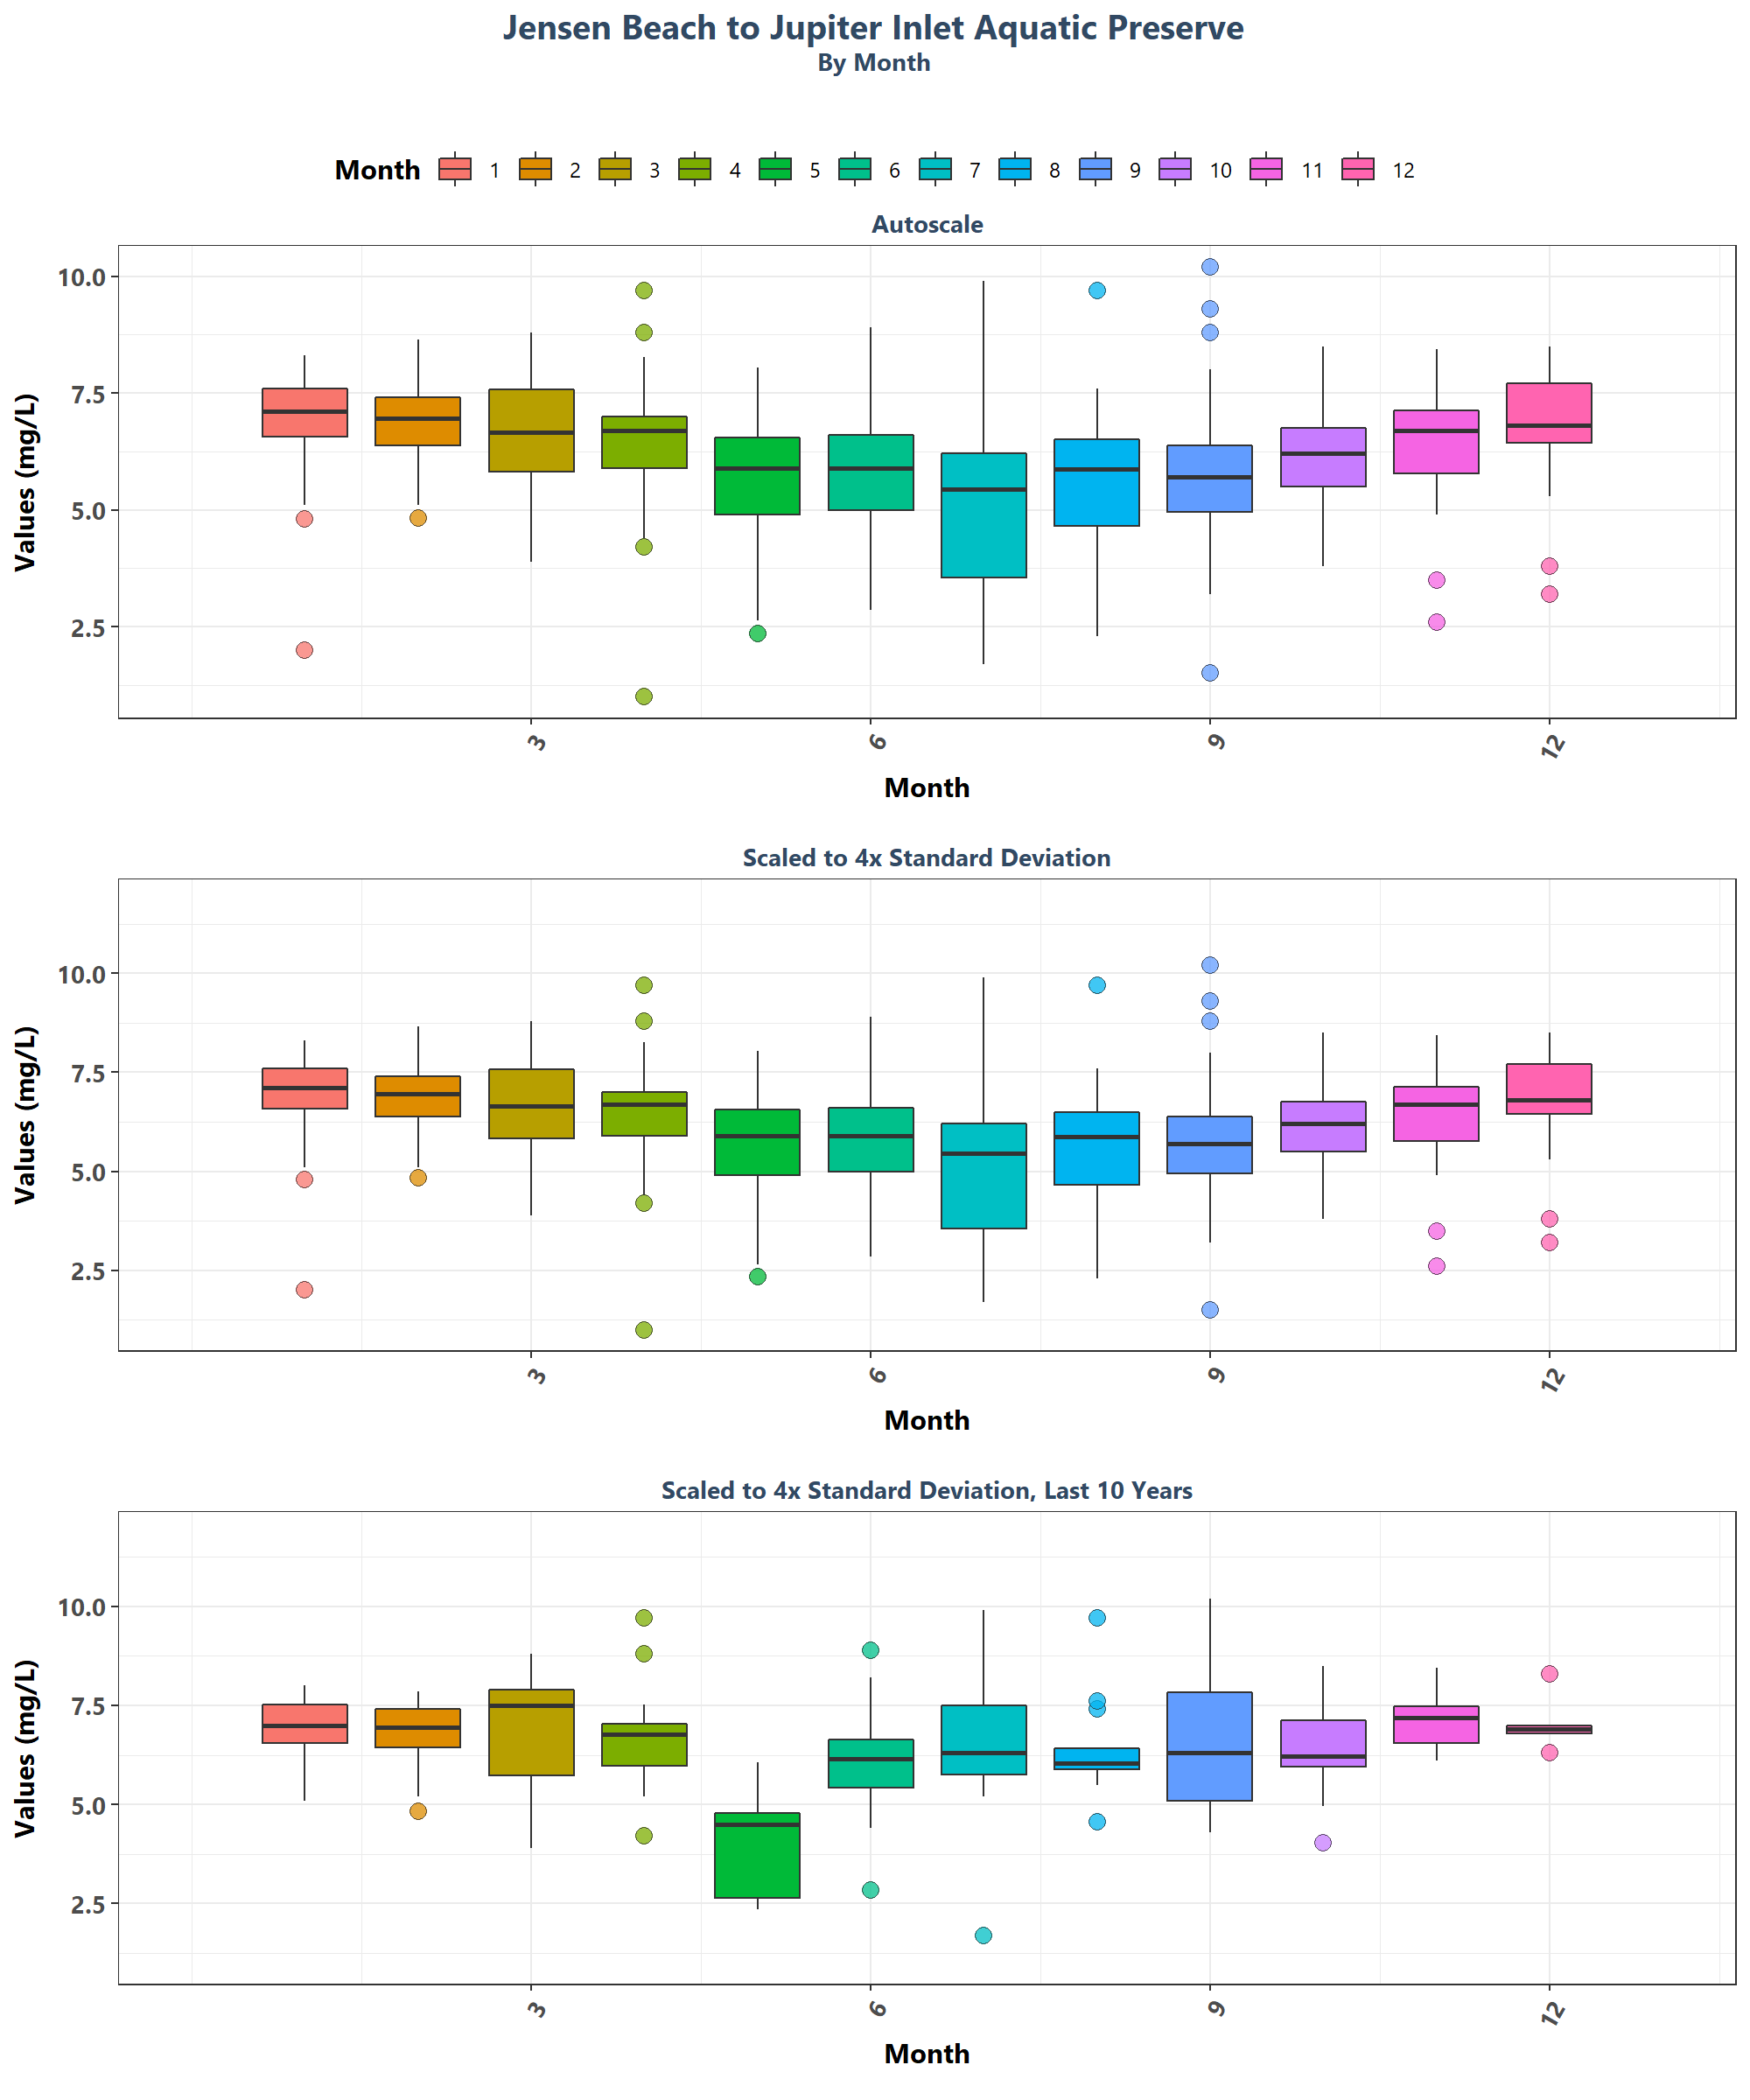 Jensen Beach to Jupiter Inlet Aquatic Preserve
By Month
Month 1 2 3 4 5 6 7 8 9 10 11 12
Autoscale
Values (mg/L)
10.0
7.5
5.0
2.5
3 6 9 12
Month
Scaled to 4x Standard Deviation
Values (mg/L)
10.0
7.5
5.0
2.5
3 6 9 12
Month
Scaled to 4x Standard Deviation, Last 10 Years
Values (mg/L)
10.0
7.5
5.0
2.5
3 6 9 12
Month